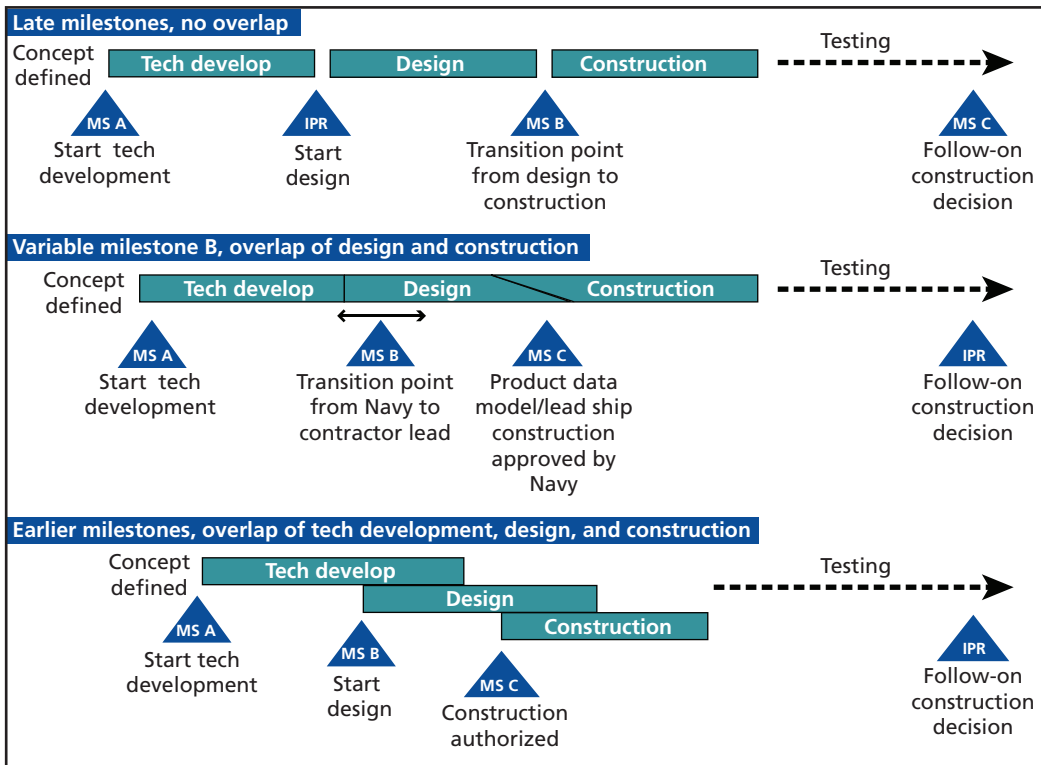 Late milestones, no overlap
Concept
defined
Tech develop
Design
Construction
Testing
MS A
IPR
MS B
MS C
Start tech
development
Start
design
Transition point
from design to
construction
Follow-on
construction
decision
Variable milestone B, overlap of design and construction
Concept
defined
Tech develop
Design
Construction
Testing
MS A
MS B
MS C
IPR
Start tech
development
Transition point
from Navy to
contractor lead
Product data
model/lead ship
construction
approved by
Navy
Follow-on
construction
decision
Earlier milestones, overlap of tech development, design, and construction
Concept
defined
Tech develop
Design
Construction
Testing
MS A
MS B
MS C
IPR
Start tech
development
Start
design
Construction
authorized
Follow-on
construction
decision